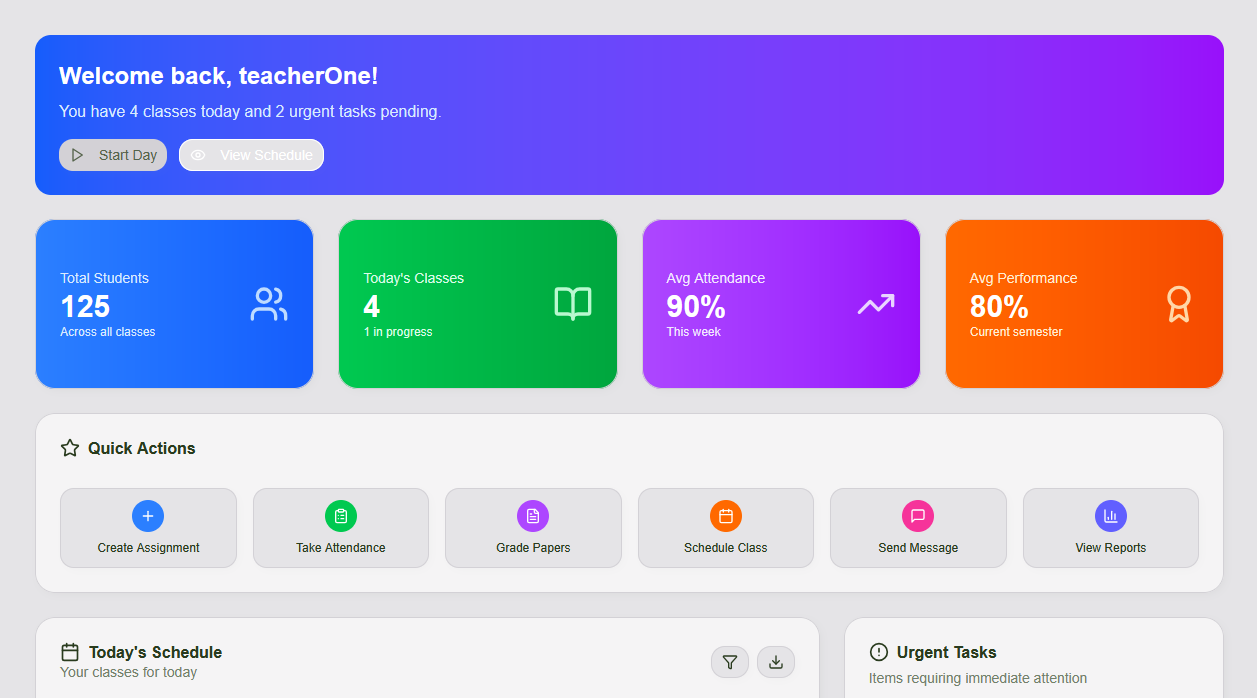 Welcome back, teacherOne!
You have 4 classes today and 2 urgent tasks pending.
Start Day
View Schedule
Total Students
125
Across all classes
Today's Classes
4
1 in progress
Avg Attendance
90%
This week
Avg Performance
80%
Current semester
Quick Actions
Create Assignment
Take Attendance
Grade Papers
Schedule Class
Send Message
View Reports
Today's Schedule
Your classes for today
Urgent Tasks
Items requiring immediate attention